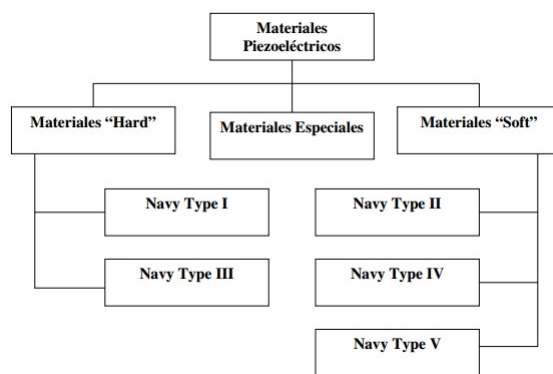 Materiales
Piezoeléctricos
Materiales “Hard”
Materiales Especiales
Materiales “Soft”
Navy Type I
Navy Type II
Navy Type III
Navy Type IV
Navy Type V